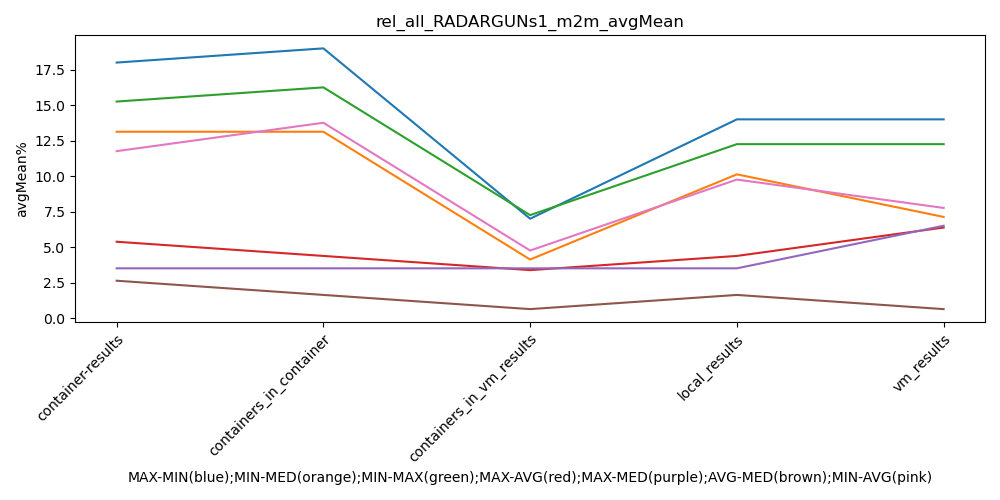 rel_all_RADARGUNs1_m2m_avgMean
avgMean%
17.5
15.0
12.5
10.0
7.5
5.0
2.5
0.0
container-results
containers_in_container
containers_in_vm_results
local_results
vm_results
MAX-MIN(blue);MIN-MED(orange);MIN-MAX(green);MAX-AVG(red);MAX-MED(purple);AVG-MED(brown);MIN-AVG(pink)